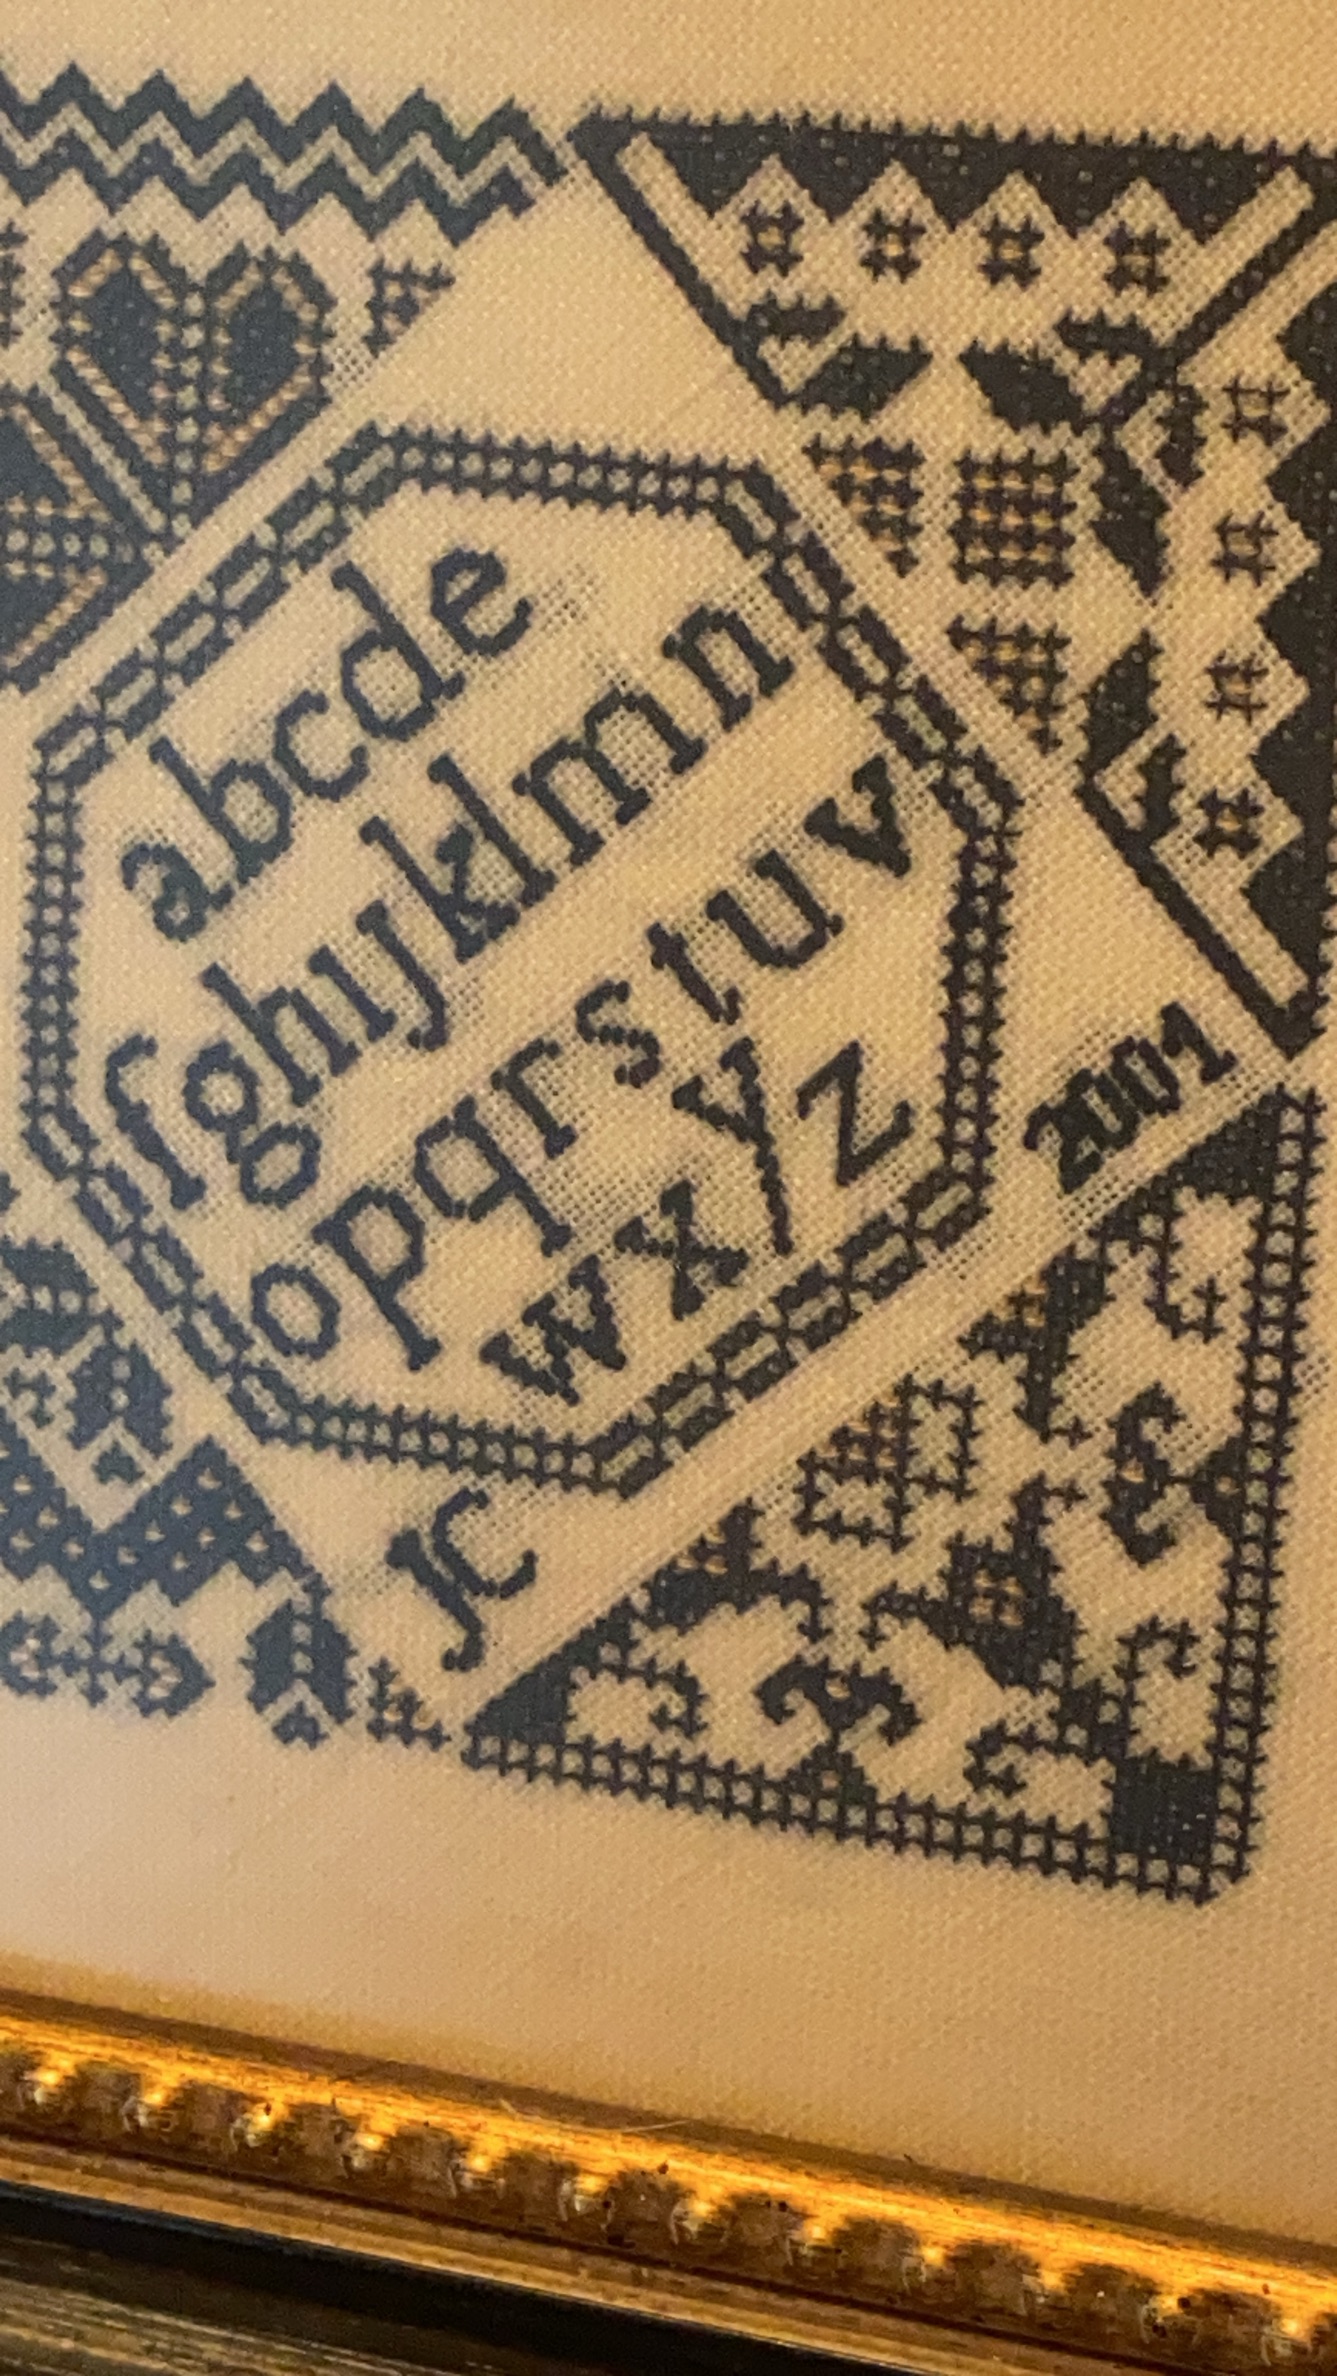 abcde
fghijklmn
opqrstuv
wxyz
JC
2001